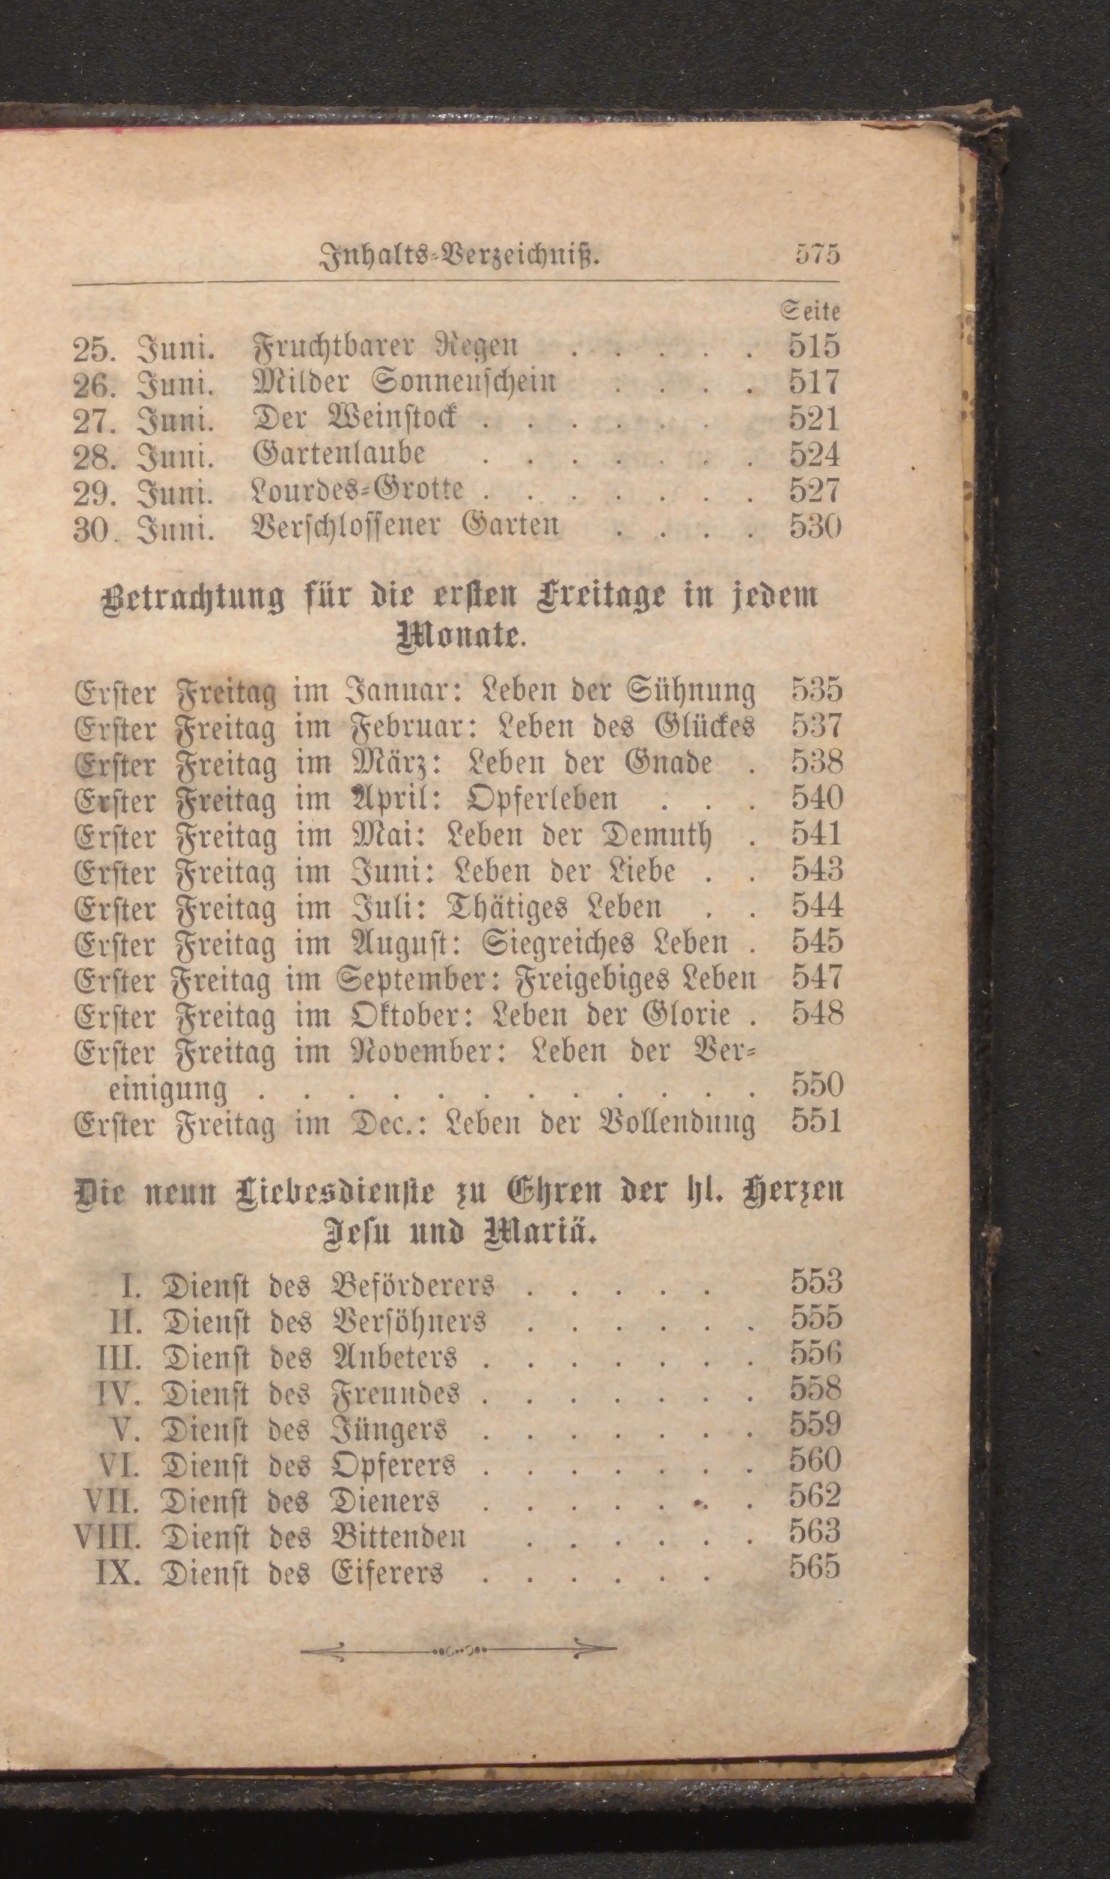 Inhalts-Verzeichniß. 575
Seite
25. Juni. Fruchtbarer Regen . . . . . 515
26. Juni. Milder Sonnenschein . . . . 517
27. Juni. Der Weinstock . . . . . . 521
28. Juni. Gartenlaube . . . . . . . 524
29. Juni. Lourdes-Grotte . . . . . . . 527
30. Juni. Verschlossener Garten . . . . 530
Betrachtung für die ersten Freitage in jedem
Monate.
Erster Freitag im Januar: Leben der Sühnung 535
Erster Freitag im Februar: Leben des Glückes 537
Erster Freitag im März: Leben der Gnade . 538
Erster Freitag im April: Opferleben . . . 540
Erster Freitag im Mai: Leben der Demuth . 541
Erster Freitag im Juni: Leben der Liebe . . 543
Erster Freitag im Juli: Thätiges Leben . . 544
Erster Freitag im August: Siegreiches Leben . 545
Erster Freitag im September: Freigebiges Leben 547
Erster Freitag im Oktober: Leben der Glorie . 548
Erster Freitag im November: Leben der Ver-
einigung . . . . . . . . . . . . 550
Erster Freitag im Dec.: Leben der Vollendung 551
Die neun Liebesdienste zu Ehren der hl. Herzen
Jesu und Mariä.
I. Dienst des Beförderers . . . . . 553
II. Dienst des Versöhners . . . . . . 555
III. Dienst des Anbeters . . . . . . . 556
IV. Dienst des Freundes . . . . . . . 558
V. Dienst des Jüngers . . . . . . . 559
VI. Dienst des Opferers . . . . . . . 560
VII. Dienst des Dieners . . . . . . . 562
VIII. Dienst des Bittenden . . . . . . 563
IX. Dienst des Eiferers . . . . . . 565